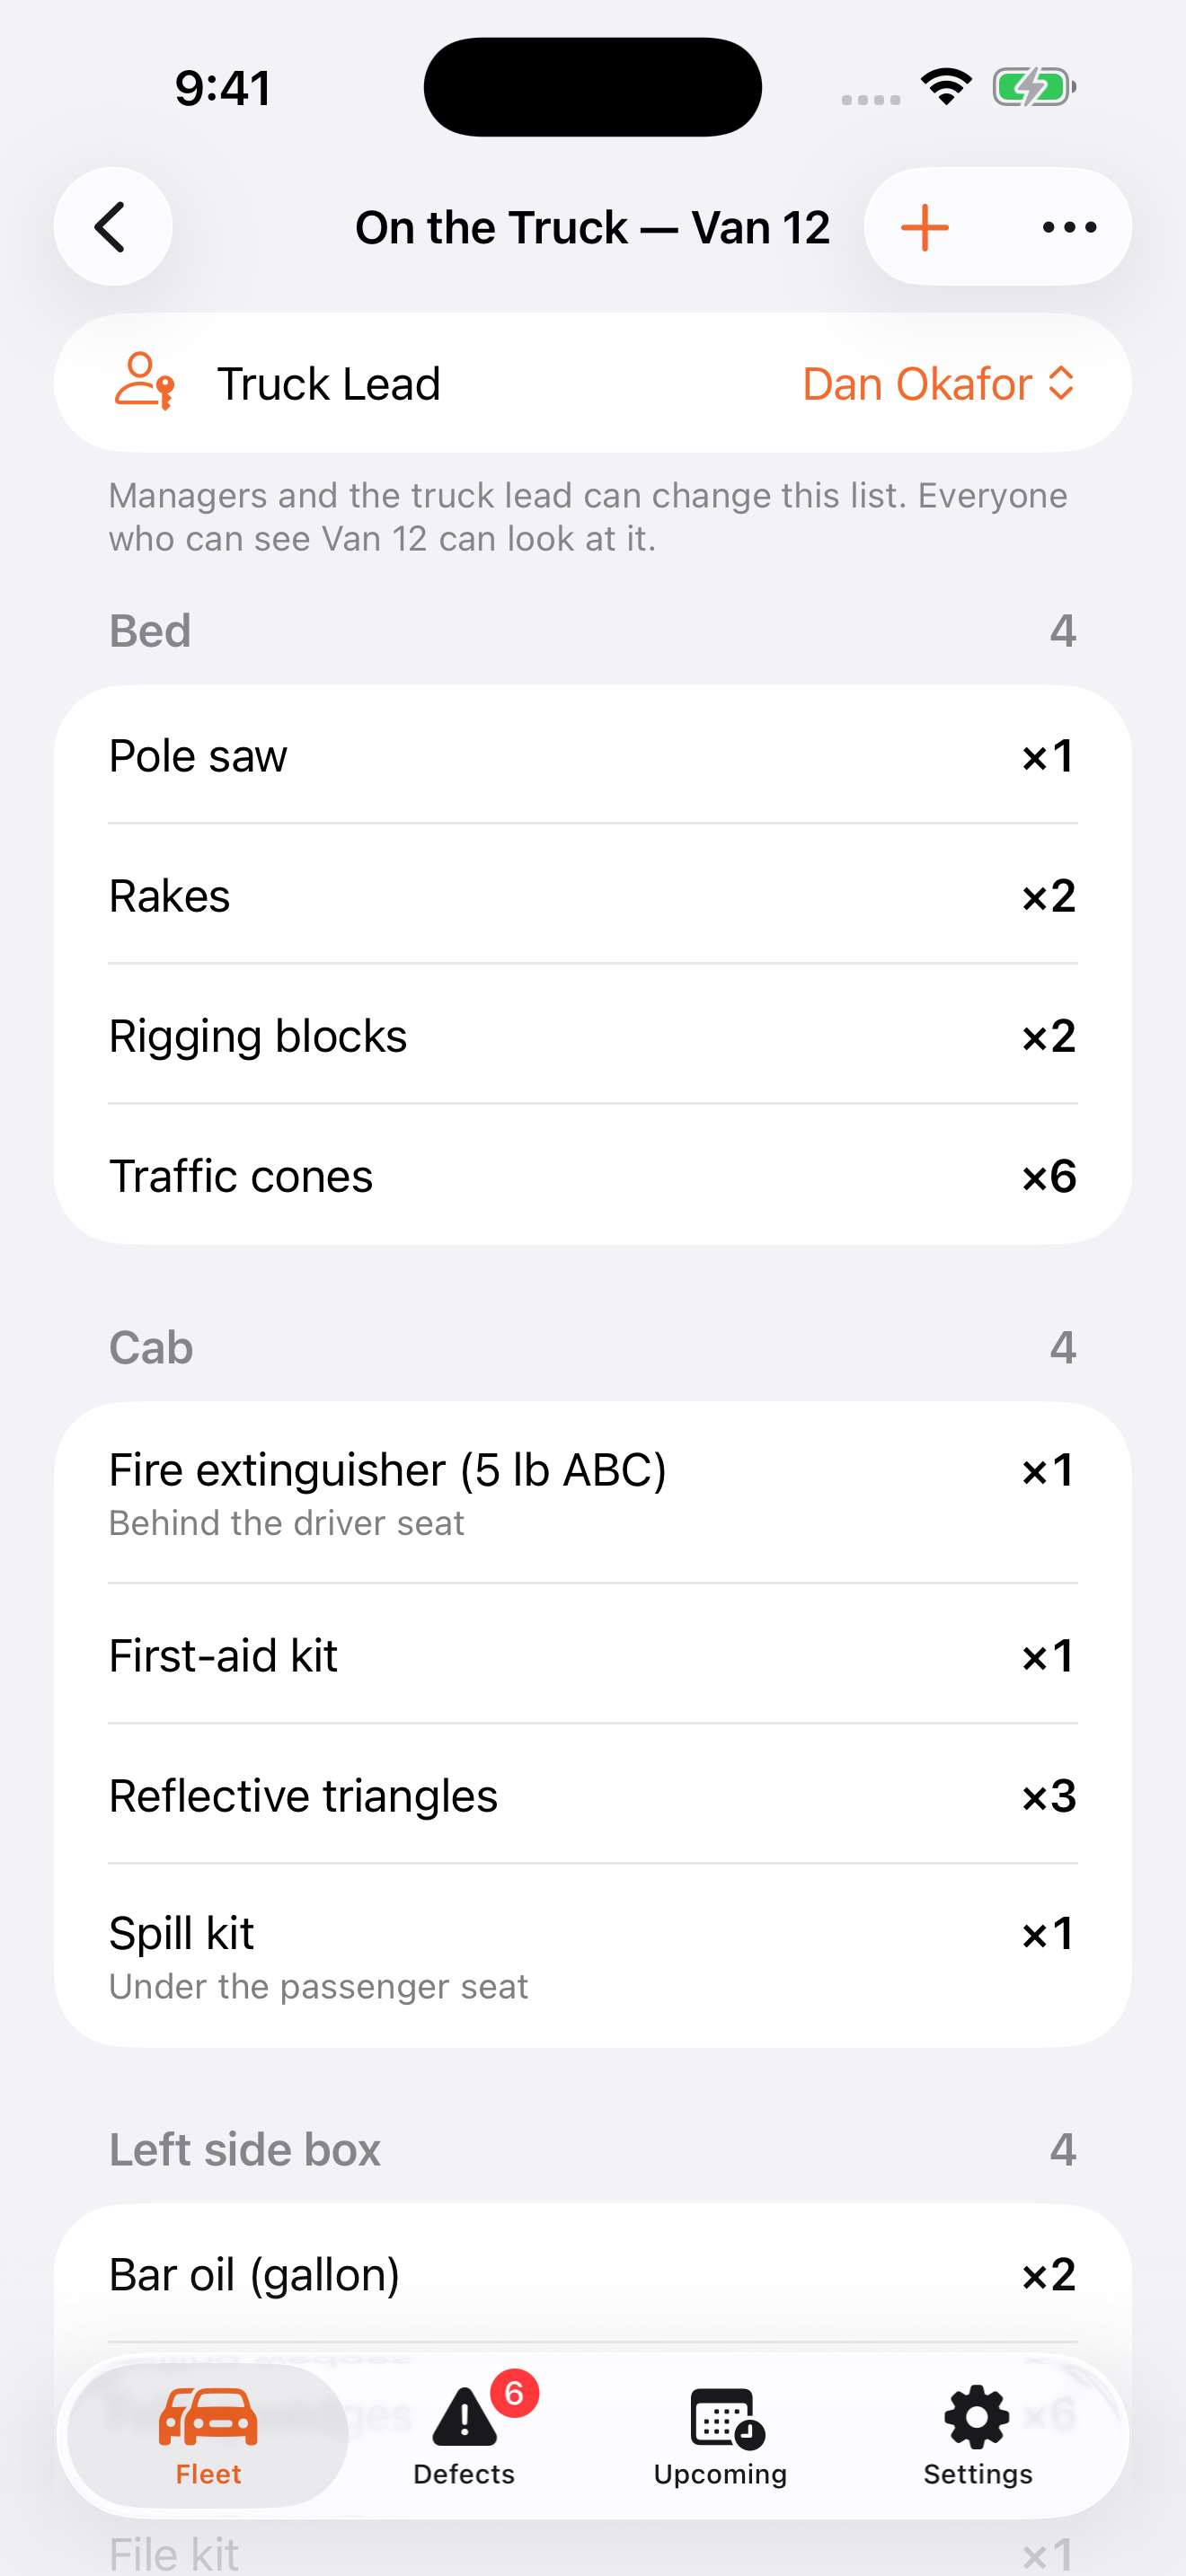 9:41
On the Truck — Van 12
Truck Lead
Dan Okafor
Managers and the truck lead can change this list. Everyone
who can see Van 12 can look at it.
Bed 4
Pole saw ×1
Rakes ×2
Rigging blocks ×2
Traffic cones ×6
Cab 4
Fire extinguisher (5 lb ABC) ×1
Behind the driver seat
First-aid kit ×1
Reflective triangles ×3
Spill kit ×1
Under the passenger seat
Left side box 4
Bar oil (gallon) ×2
×6
6
Fleet
Defects
Upcoming
Settings
File kit ×1